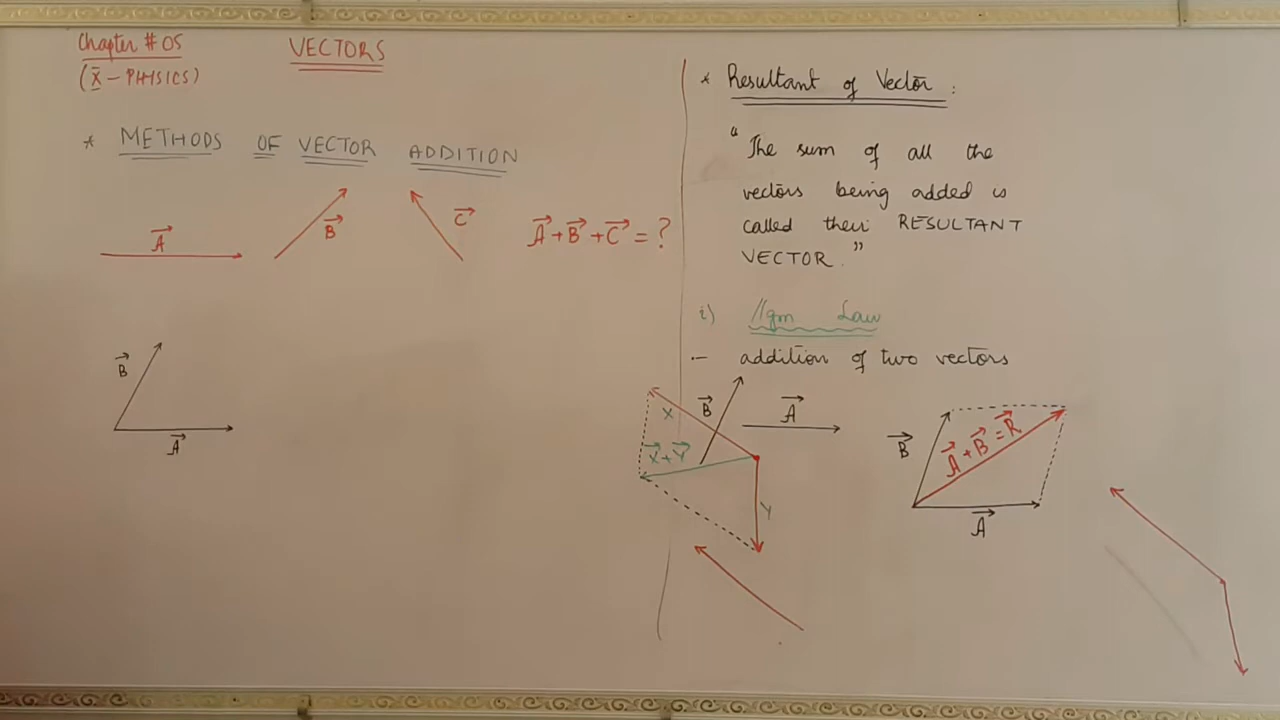 Chapter # 05
(X̄ – PHYSICS)
VECTORS
* METHODS OF VECTOR ADDITION
A⃗
B⃗
C⃗
A⃗ + B⃗ + C⃗ = ?
B⃗
A⃗
* Resultant of Vector :
“The sum of all the
vectors being added is
called their RESULTANT
VECTOR.”
i) //gm Law
– addition of two vectors
X
B⃗
A⃗
X⃗+Y⃗
Y
B⃗
A⃗ + B⃗ = R⃗
A⃗